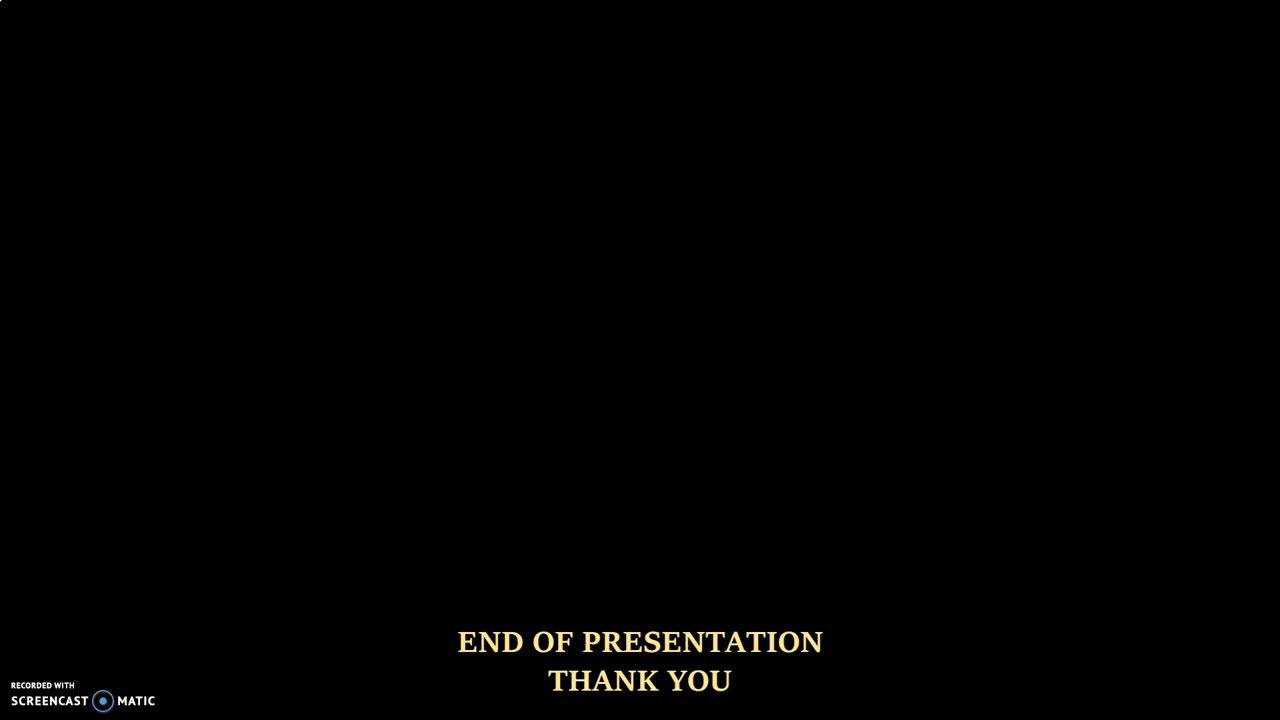 END OF PRESENTATION
THANK YOU
RECORDED WITH
SCREENCAST MATIC